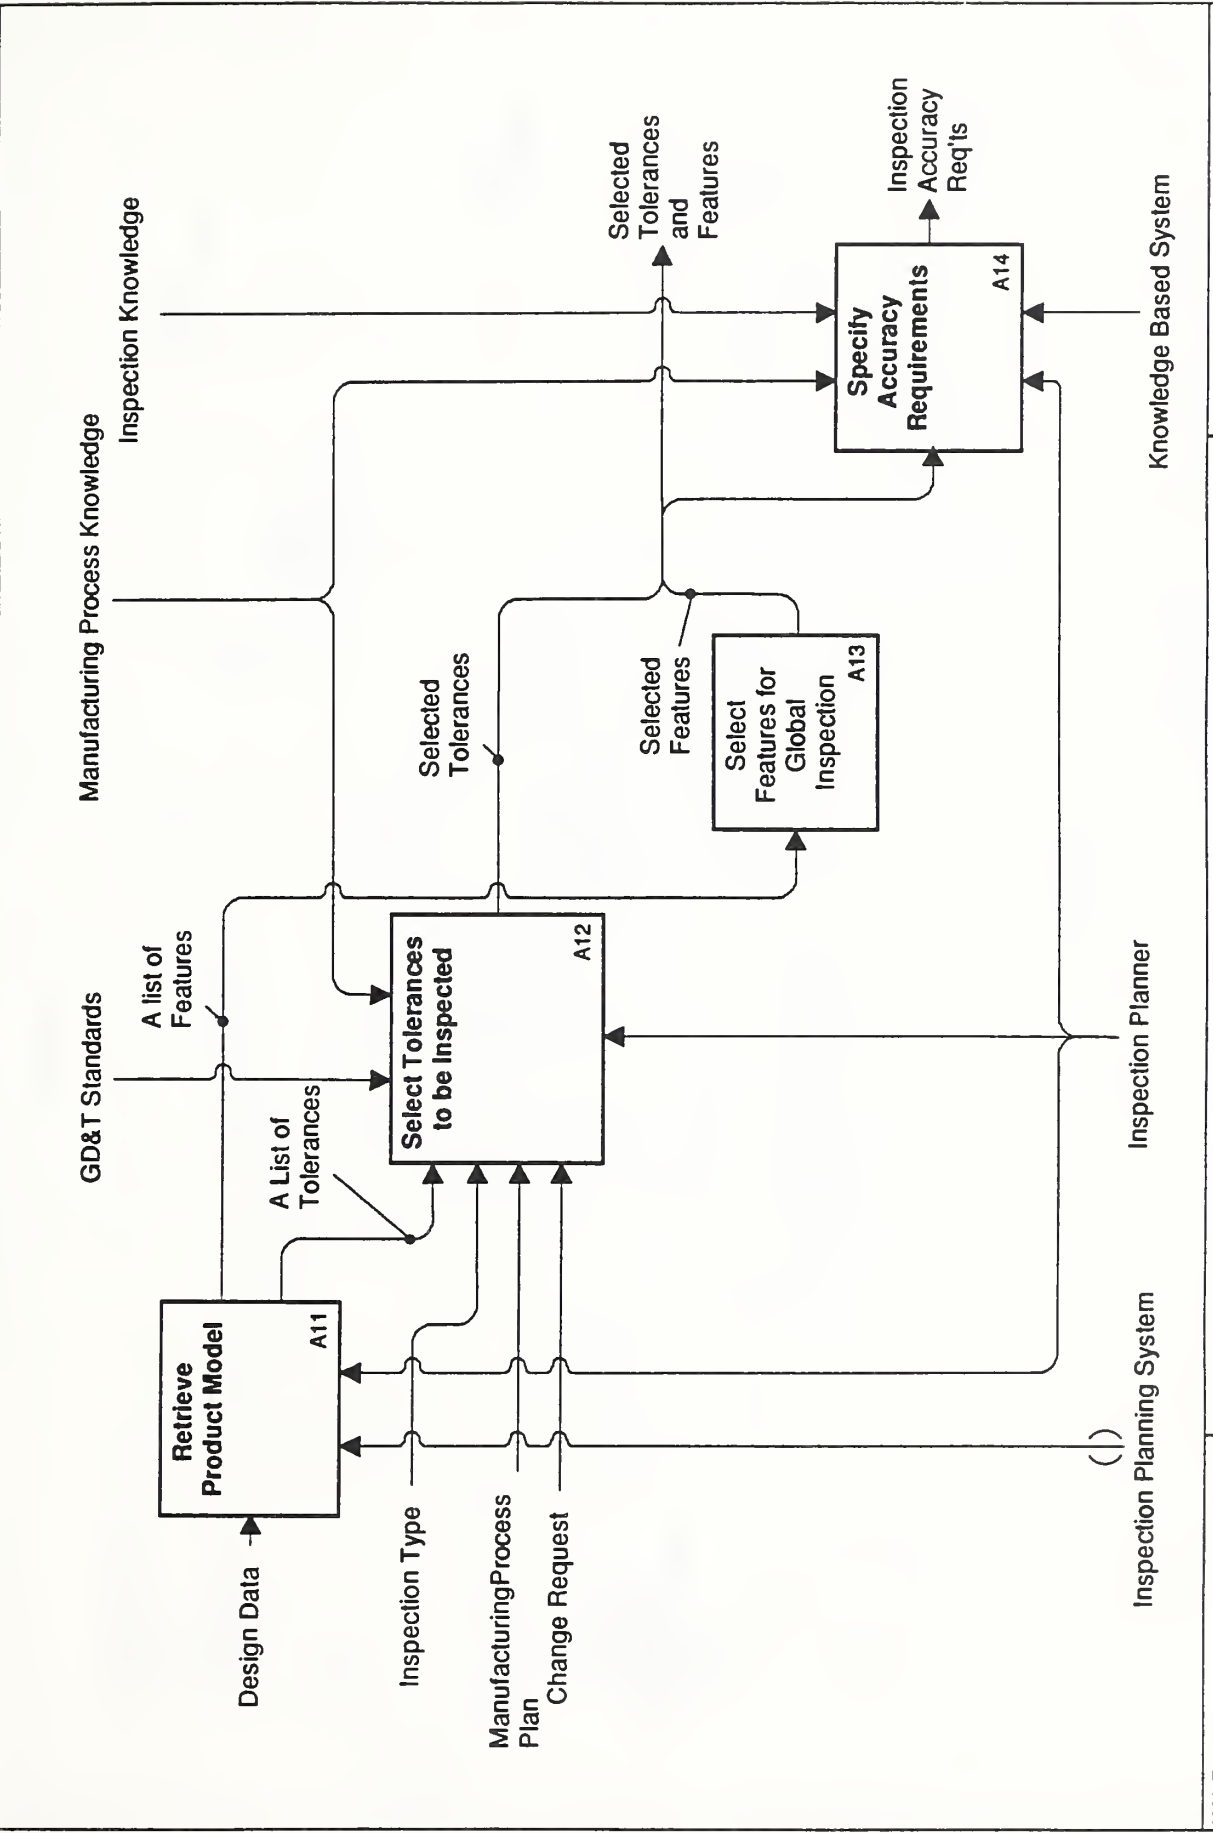 GD&T Standards
Manufacturing Process Knowledge
Inspection Knowledge
A list of
Features
Design Data
Retrieve
Product Model
A11
A List of
Tolerances
Inspection Type
ManufacturingProcess
Plan
Change Request
Select Tolerances
to be Inspected
A12
Selected
Tolerances
Selected
Features
Select
Features for
Global
Inspection
A13
Selected
Tolerances
and
Features
Specify
Accuracy
Requirements
A14
Inspection
Accuracy
Req'ts
Inspection Planning System
Inspection Planner
Knowledge Based System